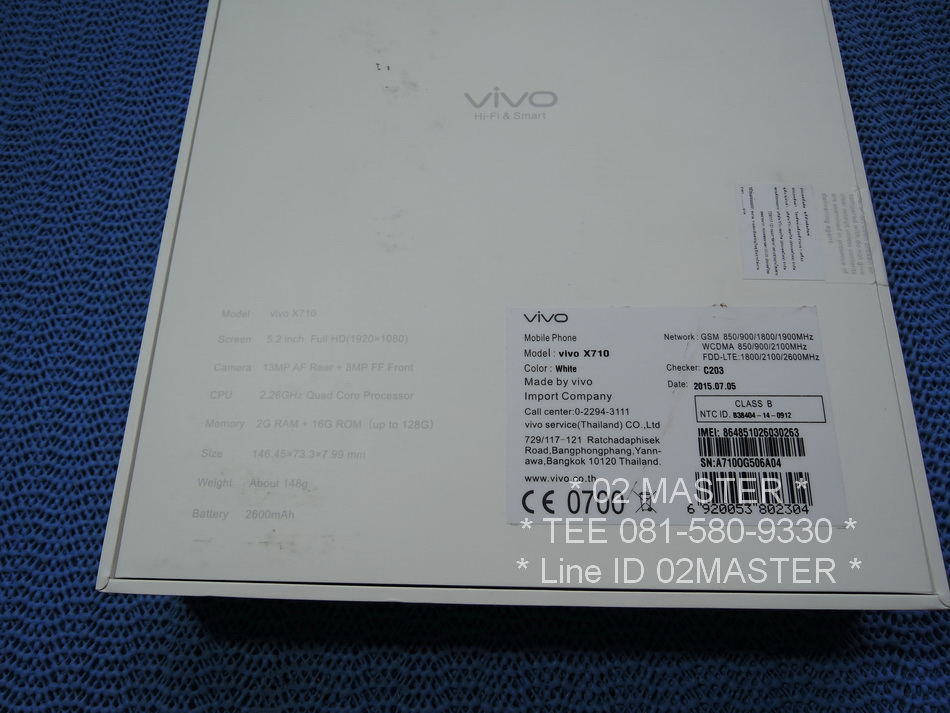 vivo
Hi-Fi & Smart
Model vivo X710
Screen 5.2 inch Full HD(1920×1080)
Camera 13MP AF Rear + 8MP FF Front
CPU 2.26GHz Quad Core Processor
Memory 2G RAM + 16G ROM (up to 128G)
Size 146.45×73.3×7.99 mm
Weight About 146g
Battery 2600mAh
vivo
Mobile Phone
Model : vivo X710
Color : White
Made by vivo
Import Company
Call center:0-2294-3111
vivo service(Thailand) CO.,Ltd
729/117-121 Ratchadaphisek
Road,Bangphongphang,Yann-
awa,Bangkok 10120 Thailand.
www.vivo.co.th
CE 0700
Network : GSM 850/900/1800/1900MHz
WCDMA 850/900/2100MHz
FDD-LTE:1800/2100/2600MHz
Checker: C203
Date: 2015.07.05
CLASS B
NTC ID. B38404-14-0912
IMEI: 864851026030263
SN:A710QG506A04
6 920053 802304
* 02 MASTER *
* TEE 081-580-9330 *
* Line ID 02MASTER *